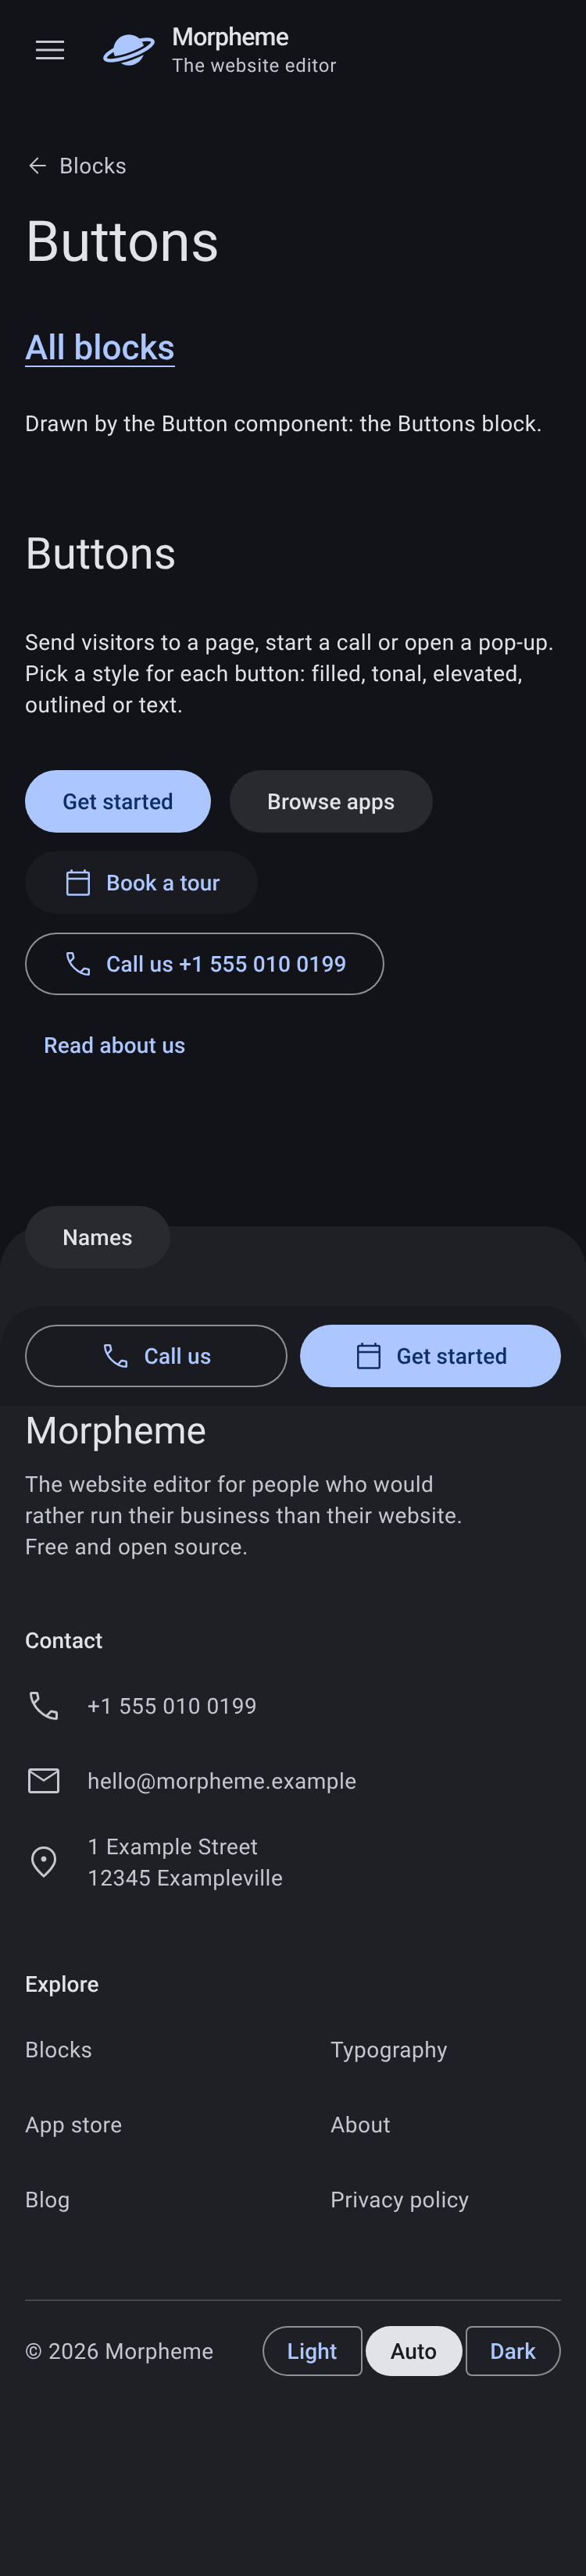 Morpheme
The website editor
Blocks
Buttons
All blocks
Drawn by the Button component: the Buttons block.
Buttons
Send visitors to a page, start a call or open a pop-up.
Pick a style for each button: filled, tonal, elevated,
outlined or text.
Get started
Browse apps
Book a tour
Call us +1 555 010 0199
Read about us
Names
Call us
Get started
Morpheme
The website editor for people who would
rather run their business than their website.
Free and open source.
Contact
+1 555 010 0199
hello@morpheme.example
1 Example Street
12345 Exampleville
Explore
Blocks
Typography
App store
About
Blog
Privacy policy
© 2026 Morpheme
Light
Auto
Dark